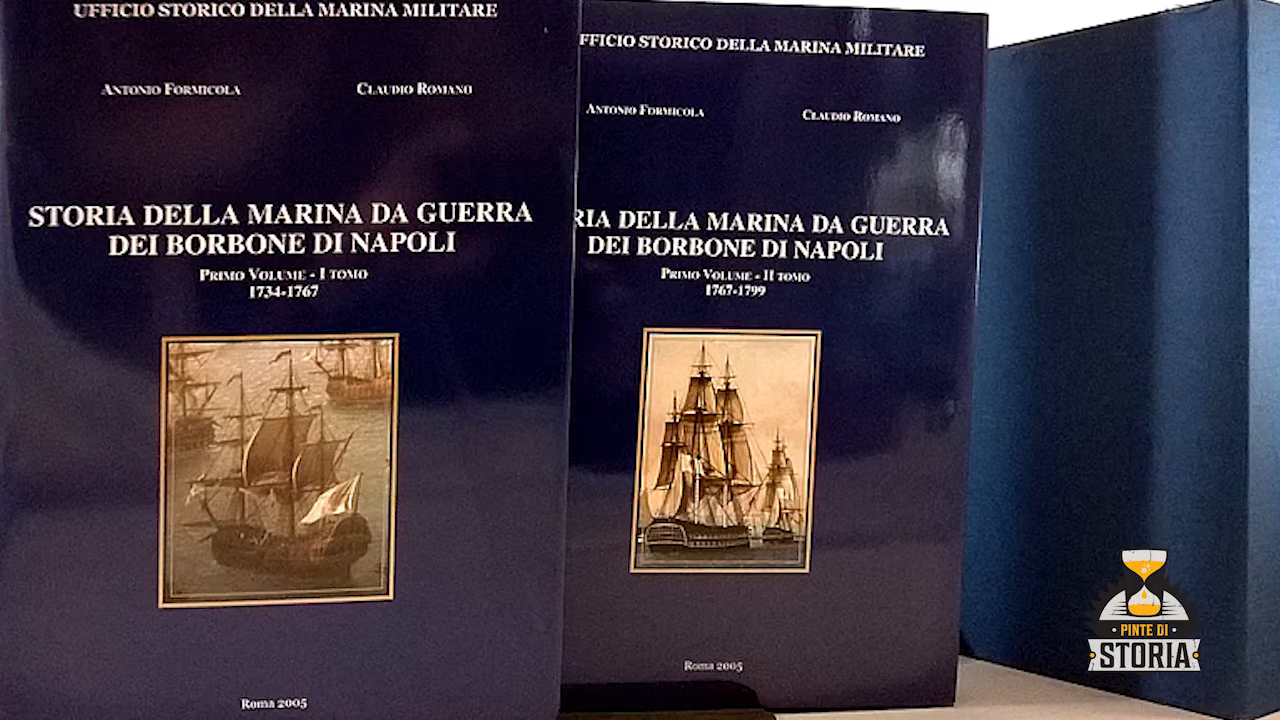 UFFICIO STORICO DELLA MARINA MILITARE
ANTONIO FORMICOLA CLAUDIO ROMANO
STORIA DELLA MARINA DA GUERRA
DEI BORBONE DI NAPOLI
PRIMO VOLUME - I TOMO
1734-1767
Roma 2005
FFICIO STORICO DELLA MARINA MILITARE
ANTONIO FORMICOLA CLAUDIO ROMANO
RIA DELLA MARINA DA GUERRA
DEI BORBONE DI NAPOLI
PRIMO VOLUME - II TOMO
1767-1799
Roma 2005
PINTE DI
STORIA